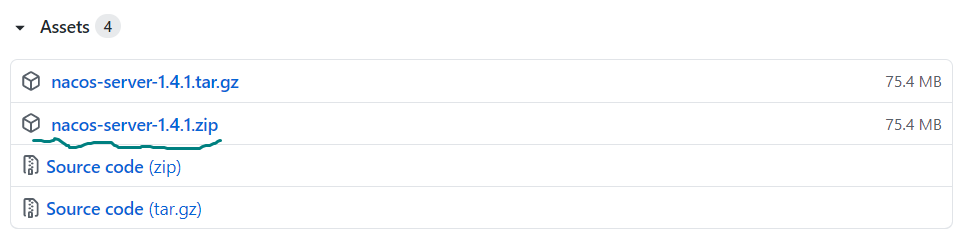 Assets 4
nacos-server-1.4.1.tar.gz 75.4 MB
nacos-server-1.4.1.zip 75.4 MB
Source code (zip)
Source code (tar.gz)